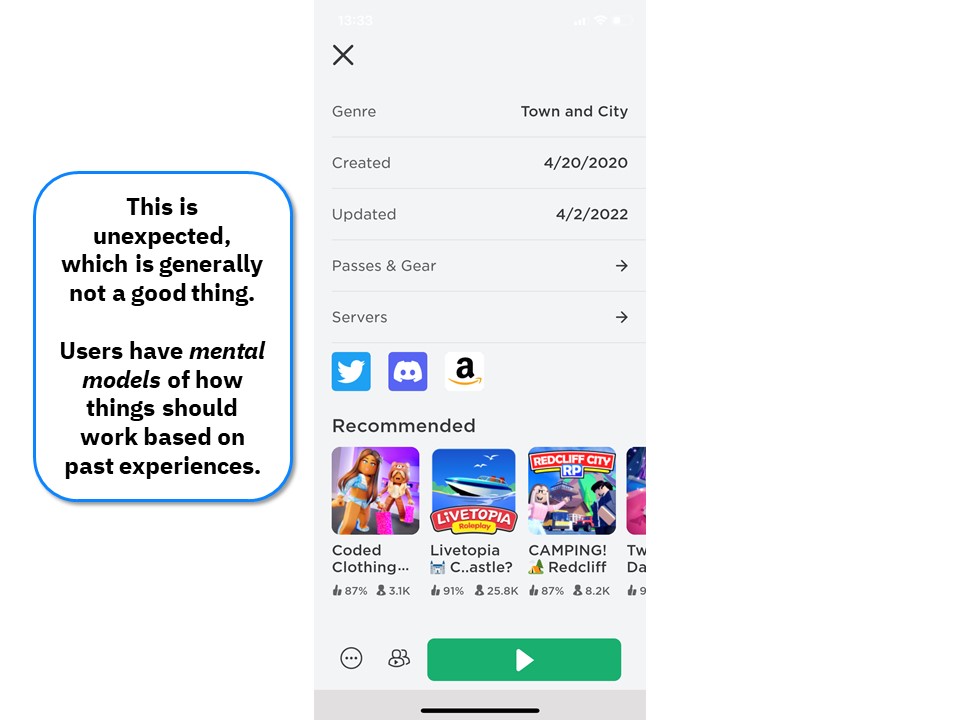 This is
unexpected,
which is generally
not a good thing.
Users have mental
models of how
things should
work based on
past experiences.
13:33
Genre Town and City
Created 4/20/2020
Updated 4/2/2022
Passes & Gear
Servers
a
Recommended
REDCLIFF CITY
RP
LIVETOPIA
Roleplay
Coded Livetopia CAMPING! Tw
Clothing... C..astle? Redcliff Da
87% 3.1K 91% 25.8K 87% 8.2K 9